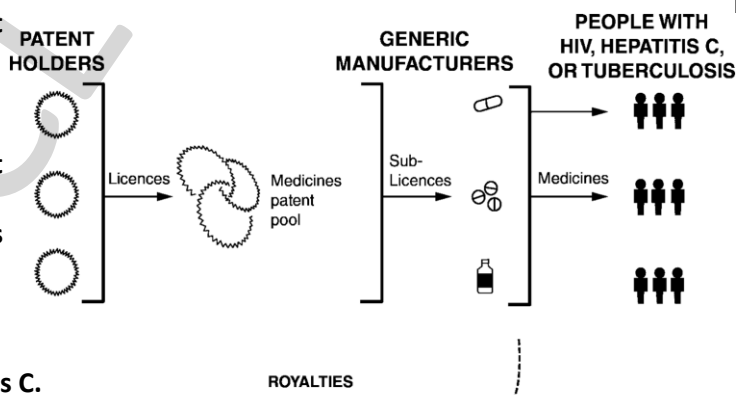 PATENT
HOLDERS
GENERIC
MANUFACTURERS
PEOPLE WITH
HIV, HEPATITIS C,
OR TUBERCULOSIS
Licences
Medicines
patent
pool
Sub-
Licences
Medicines
s C.
ROYALTIES